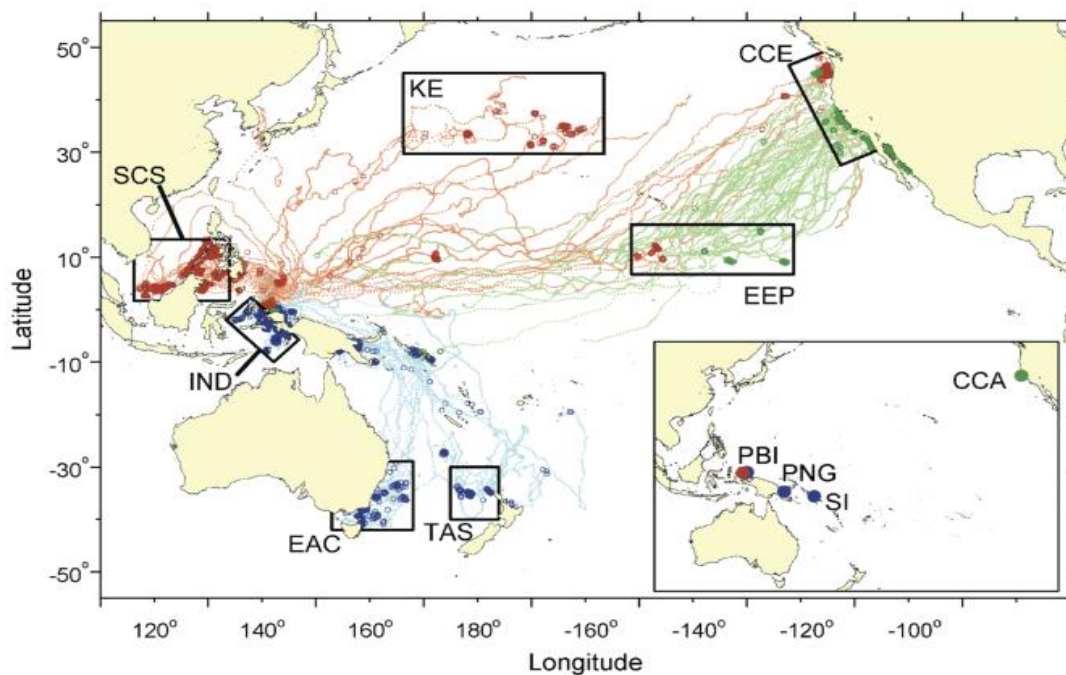 50°
30°
10°
-10°
-30°
-50°
Latitude
KE
CCE
SCS
EEP
IND
EAC
TAS
CCA
PBI
PNG
SI
120° 140° 160° 180° -160° -140° -120° -100°
Longitude